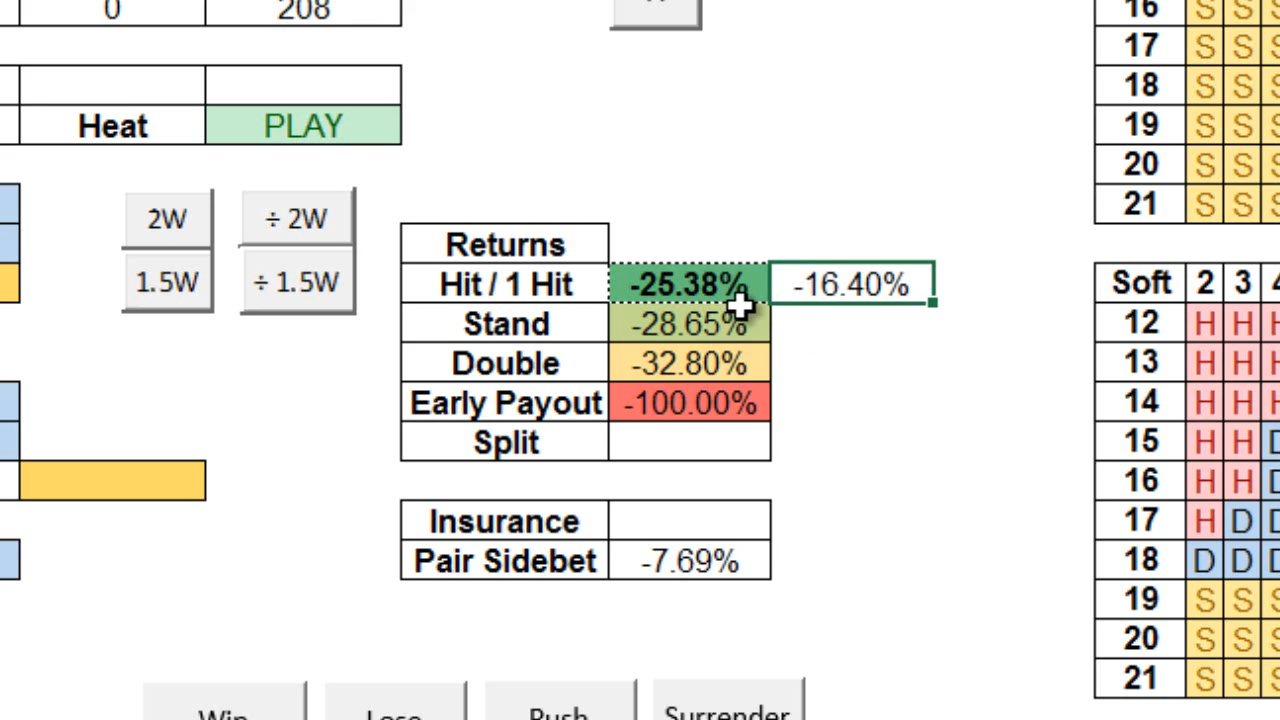 0 208
Heat PLAY
2W ÷ 2W
1.5W ÷ 1.5W
Returns
Hit / 1 Hit -25.38% -16.40%
Stand -28.65%
Double -32.80%
Early Payout -100.00%
Split
Insurance
Pair Sidebet -7.69%
Win Lose Push Surrender
16 S S S
17 S S S
18 S S S
19 S S S
20 S S S
21 S S S
Soft 2 3 4
12 H H H
13 H H H
14 H H H
15 H H D
16 H H D
17 H D D
18 D D D
19 S S S
20 S S S
21 S S S